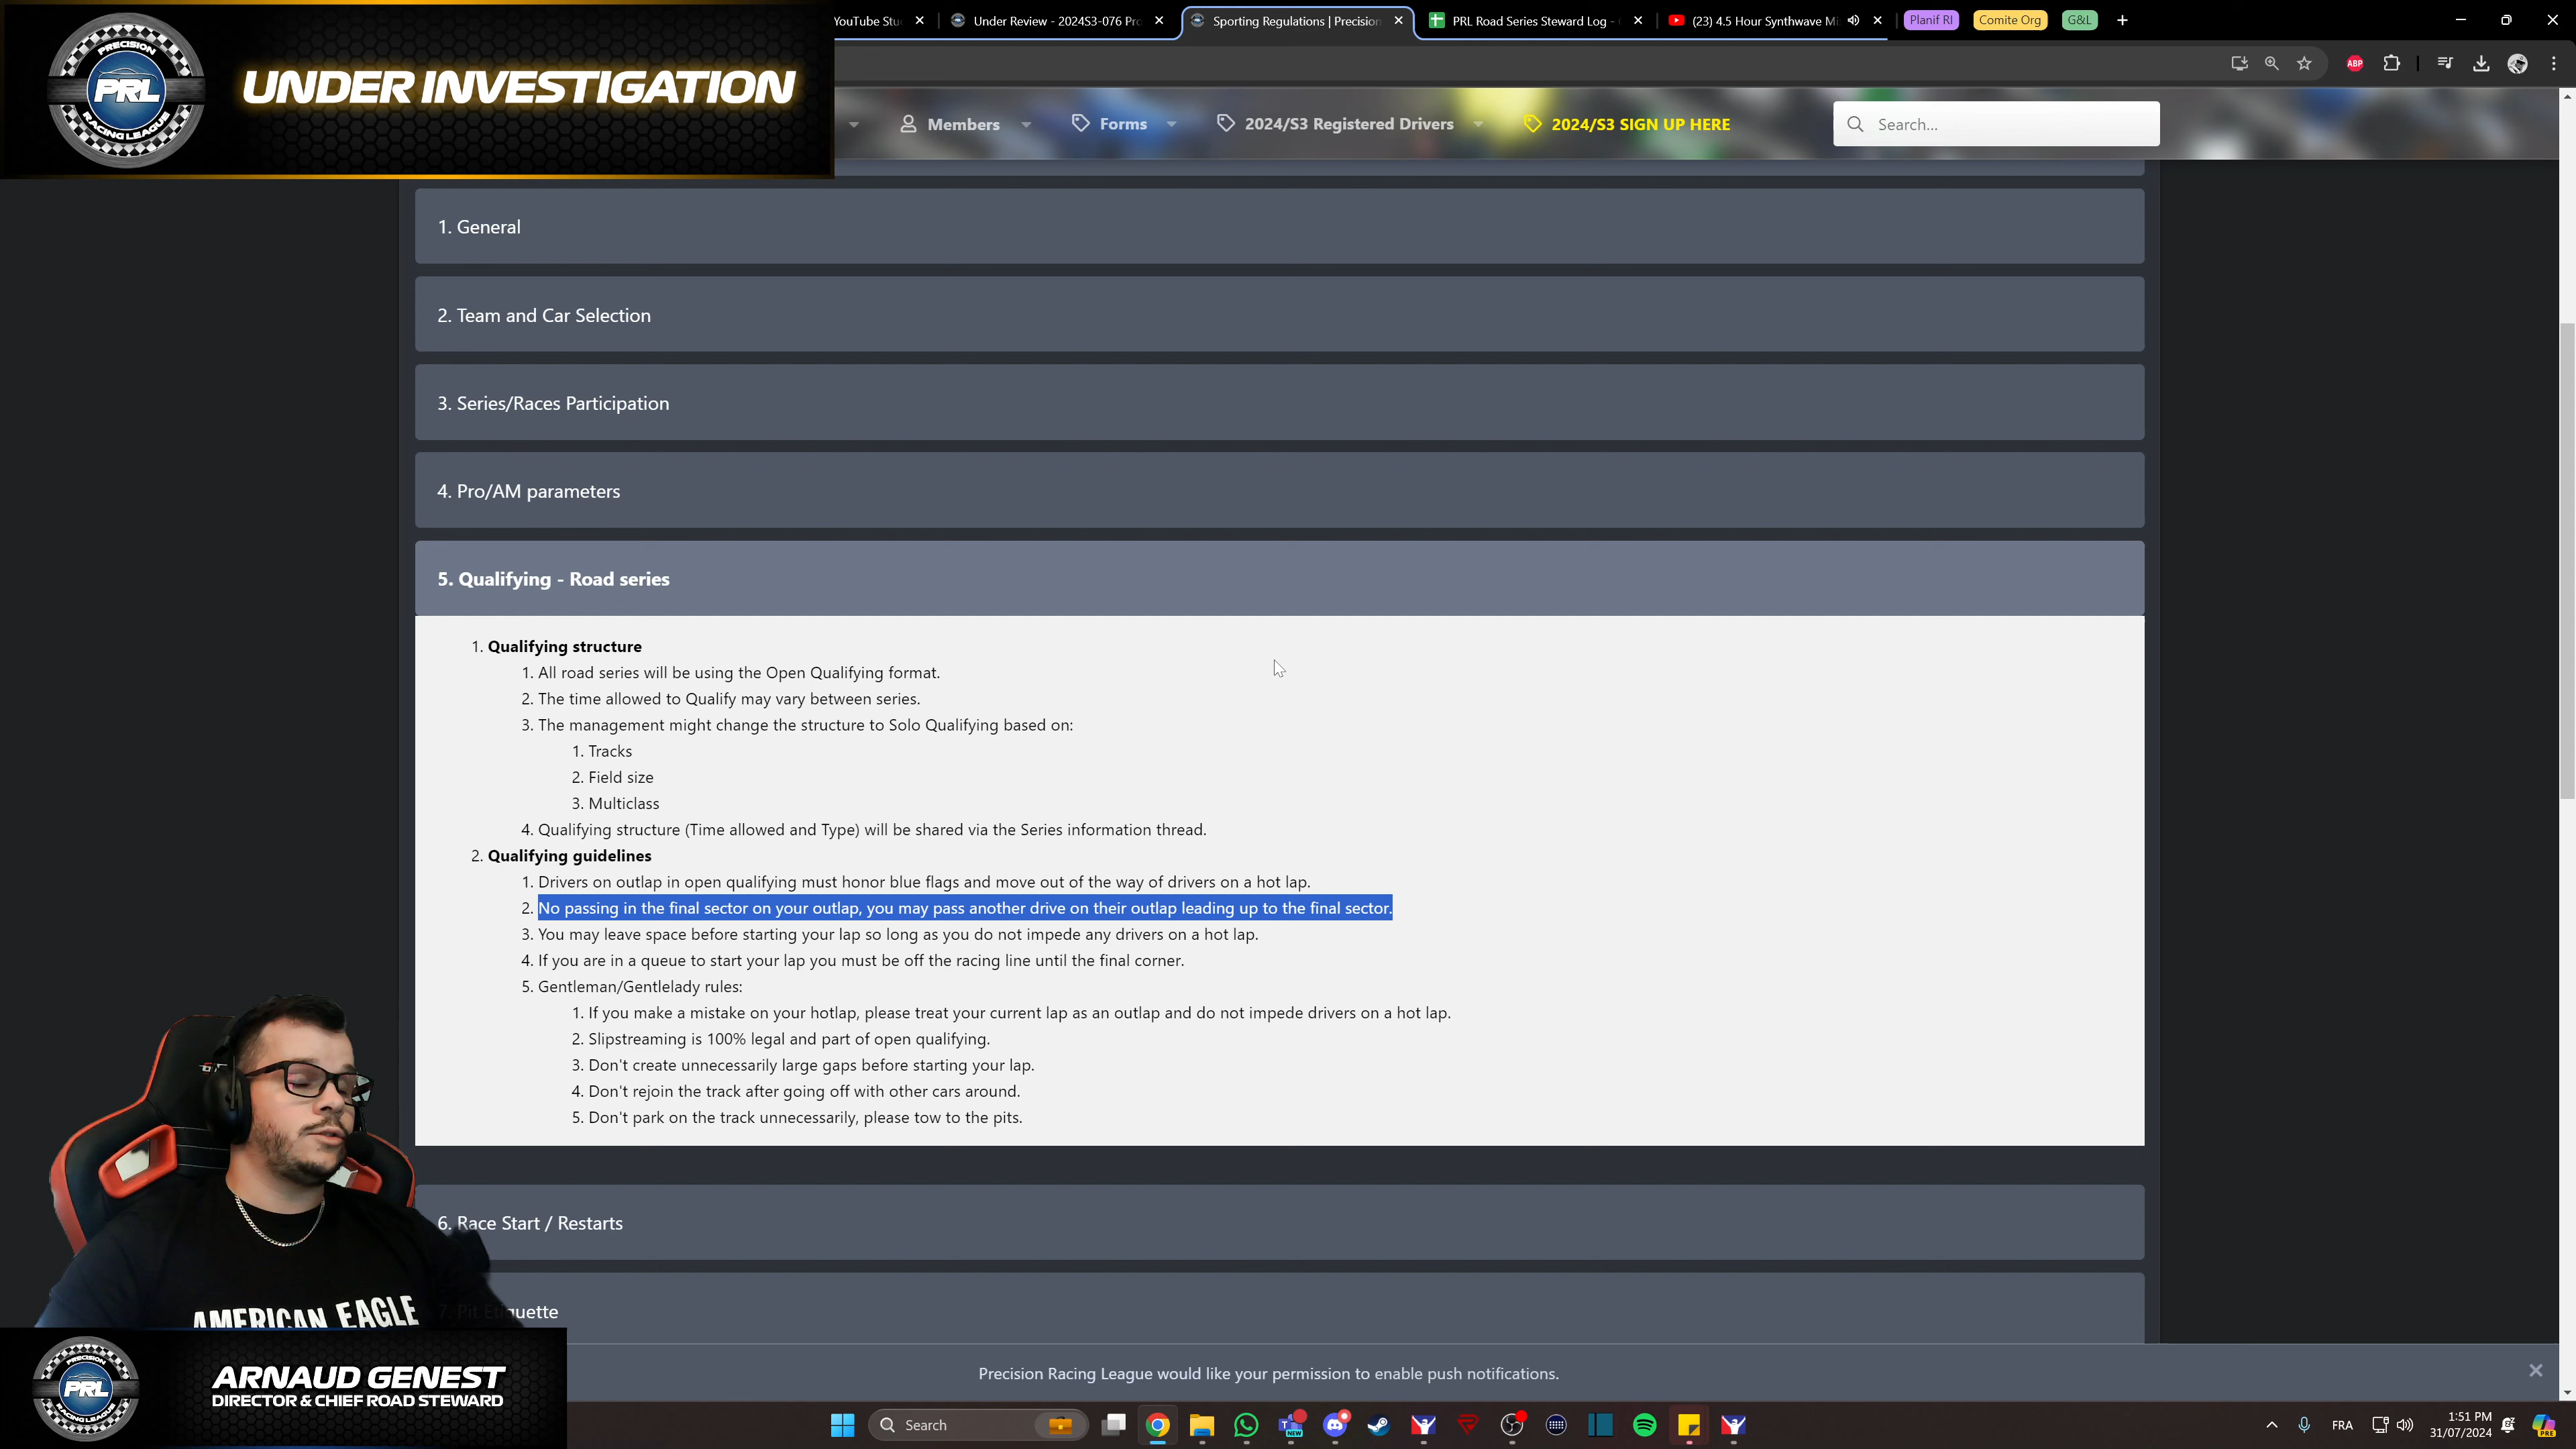 PRECISION
PRL
RACING LEAGUE
UNDER INVESTIGATION
YouTube Stu
Under Review - 2024S3-076 Pr
Sporting Regulations | Precision
PRL Road Series Steward Log -
(23) 4.5 Hour Synthwave Mi
Planif RI
Comite Org
G&L
ABP
Members
Forms
2024/S3 Registered Drivers
2024/S3 SIGN UP HERE
Search...
1. General
2. Team and Car Selection
3. Series/Races Participation
4. Pro/AM parameters
5. Qualifying - Road series
1. Qualifying structure
1. All road series will be using the Open Qualifying format.
2. The time allowed to Qualify may vary between series.
3. The management might change the structure to Solo Qualifying based on:
1. Tracks
2. Field size
3. Multiclass
4. Qualifying structure (Time allowed and Type) will be shared via the Series information thread.
2. Qualifying guidelines
1. Drivers on outlap in open qualifying must honor blue flags and move out of the way of drivers on a hot lap.
2. No passing in the final sector on your outlap, you may pass another drive on their outlap leading up to the final sector.
3. You may leave space before starting your lap so long as you do not impede any drivers on a hot lap.
4. If you are in a queue to start your lap you must be off the racing line until the final corner.
5. Gentleman/Gentlelady rules:
1. If you make a mistake on your hotlap, please treat your current lap as an outlap and do not impede drivers on a hot lap.
2. Slipstreaming is 100% legal and part of open qualifying.
3. Don't create unnecessarily large gaps before starting your lap.
4. Don't rejoin the track after going off with other cars around.
5. Don't park on the track unnecessarily, please tow to the pits.
6. Race Start / Restarts
7. Pit Etiquette
AMERICAN EAGLE
Precision Racing League would like your permission to enable push notifications.
PRECISION
PRL
RACING LEAGUE
ARNAUD GENEST
DIRECTOR & CHIEF ROAD STEWARD
Search
NEW
FRA
1:51 PM
31/07/2024
PRE